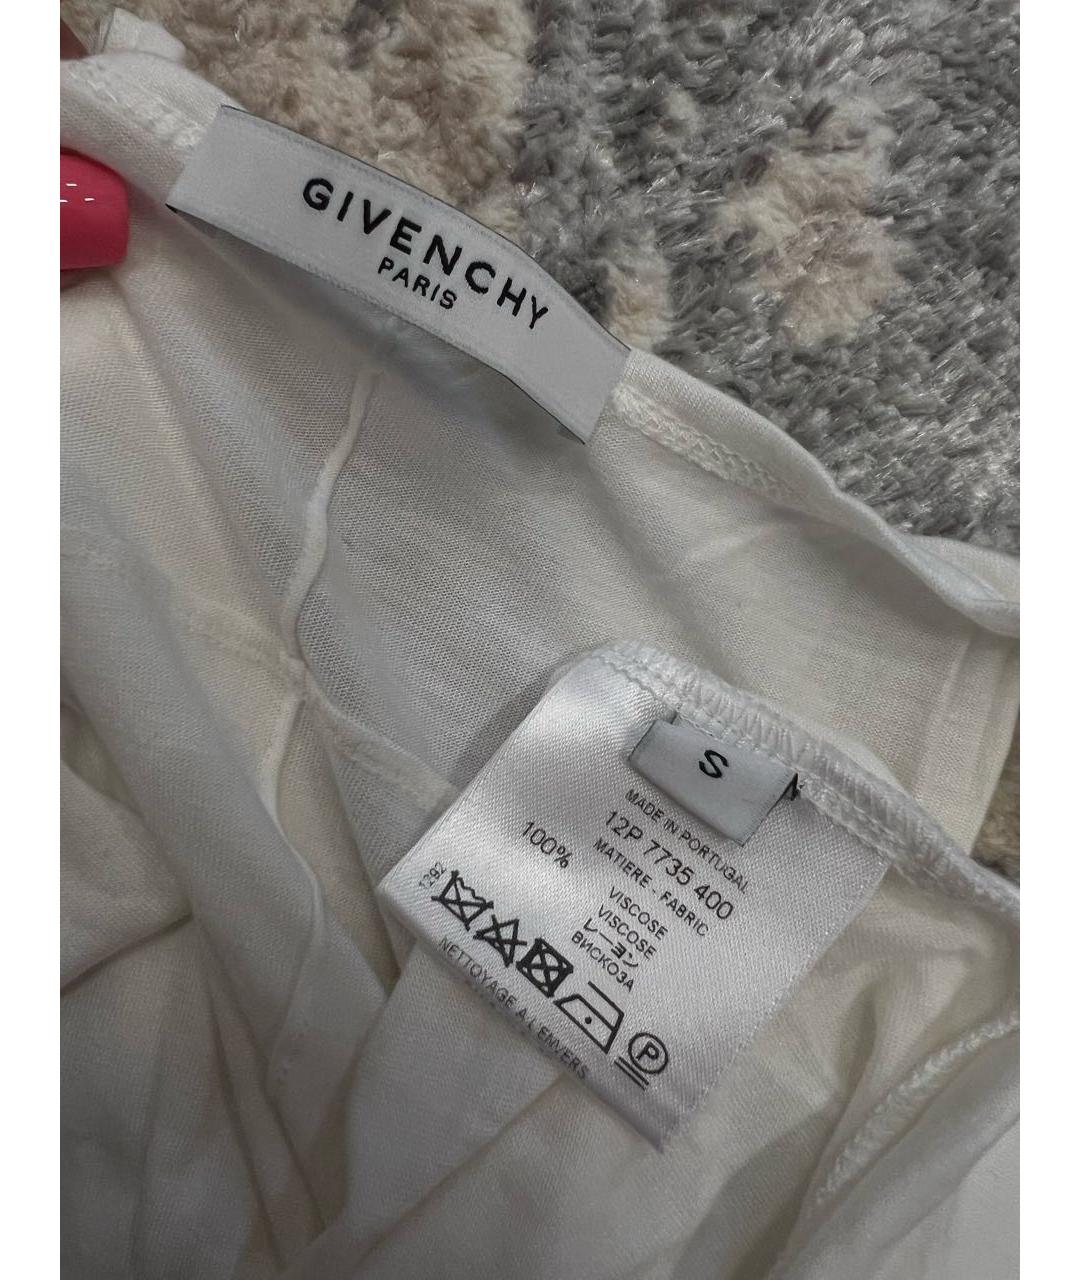 GIVENCHY
PARIS
S
MADE IN PORTUGAL
12P 7735 400
MATIERE - FABRIC
100% VISCOSE
VISCOSE
レーヨン
ВИСКОЗА
1292
P
NETTOYAGE A L'ENVERS